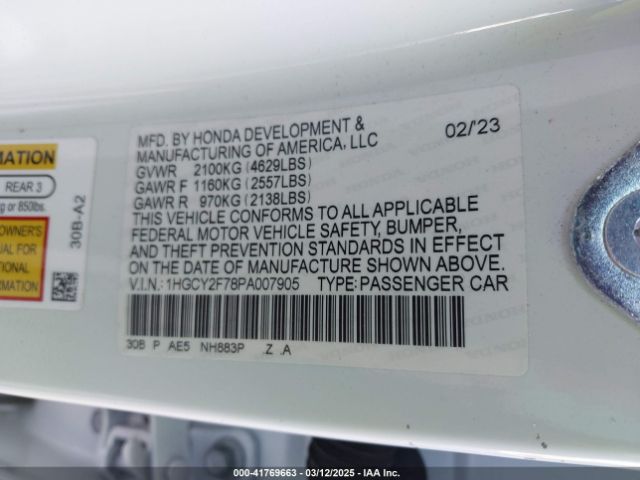 MFD. BY HONDA DEVELOPMENT & 02/'23
MANUFACTURING OF AMERICA, LLC
GVWR 2100KG (4629LBS)
GAWR F 1160KG (2557LBS)
GAWR R 970KG (2138LBS)
THIS VEHICLE CONFORMS TO ALL APPLICABLE
FEDERAL MOTOR VEHICLE SAFETY, BUMPER,
AND THEFT PREVENTION STANDARDS IN EFFECT
ON THE DATE OF MANUFACTURE SHOWN ABOVE.
V.I.N.: 1HGCY2F78PA007905 TYPE: PASSENGER CAR
30B P AE5 NH883P .Z .A
MATION
REAR 3
g or 850lbs.
OWNER'S
UAL FOR
TIONAL
MATION
30B-A2
000-41769663 - 03/12/2025 - IAA Inc.